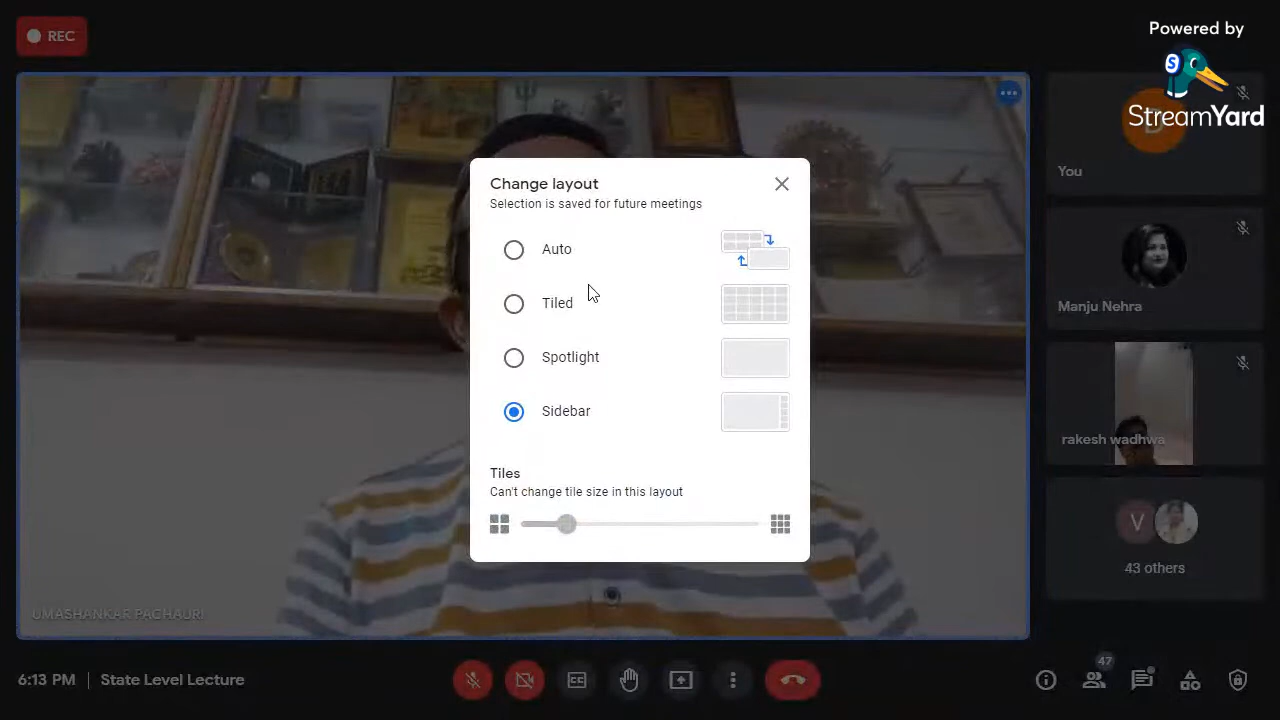 REC
Powered by
StreamYard
You
Manju Nehra
rakesh wadhwa
V
43 others
Change layout
Selection is saved for future meetings
Auto
Tiled
Spotlight
Sidebar
Tiles
Can't change tile size in this layout
UMASHANKAR PACHAURI
6:13 PM | State Level Lecture
CC
47